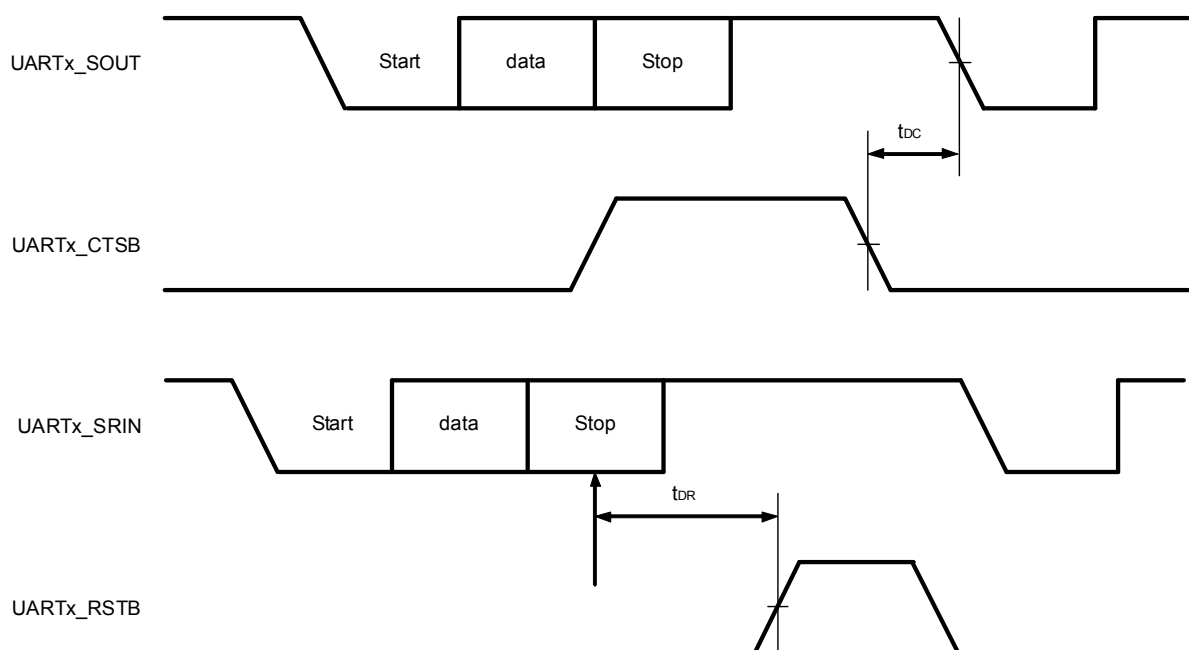 UARTx_SOUT
Start data Stop
tDC
UARTx_CTSB
UARTx_SRIN
Start data Stop
tDR
UARTx_RSTB